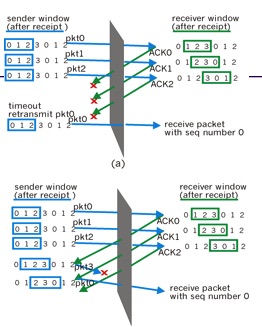 sender window
(after receipt)
receiver window
(after receipt)
0 1 2 3 0 1 2
pkt0
ACK0
0 1 2 3 0 1 2
0 1 2 3 0 1 2
pkt1
ACK1
0 1 2 3 0 1 2
0 1 2 3 0 1 2
pkt2
ACK2
0 1 2 3 0 1 2
timeout
retransmit pkt0
0 1 2 3 0 1 2
pkt0
receive packet
with seq number 0
(a)
sender window
(after receipt)
receiver window
(after receipt)
0 1 2 3 0 1 2
pkt0
ACK0
0 1 2 3 0 1 2
0 1 2 3 0 1 2
pkt1
ACK1
0 1 2 3 0 1 2
0 1 2 3 0 1 2
pkt2
ACK2
0 1 2 3 0 1 2
0 1 2 3 0 1 2
pkt3
0 1 2 3 0 1 2
pkt0
receive packet
with seq number 0